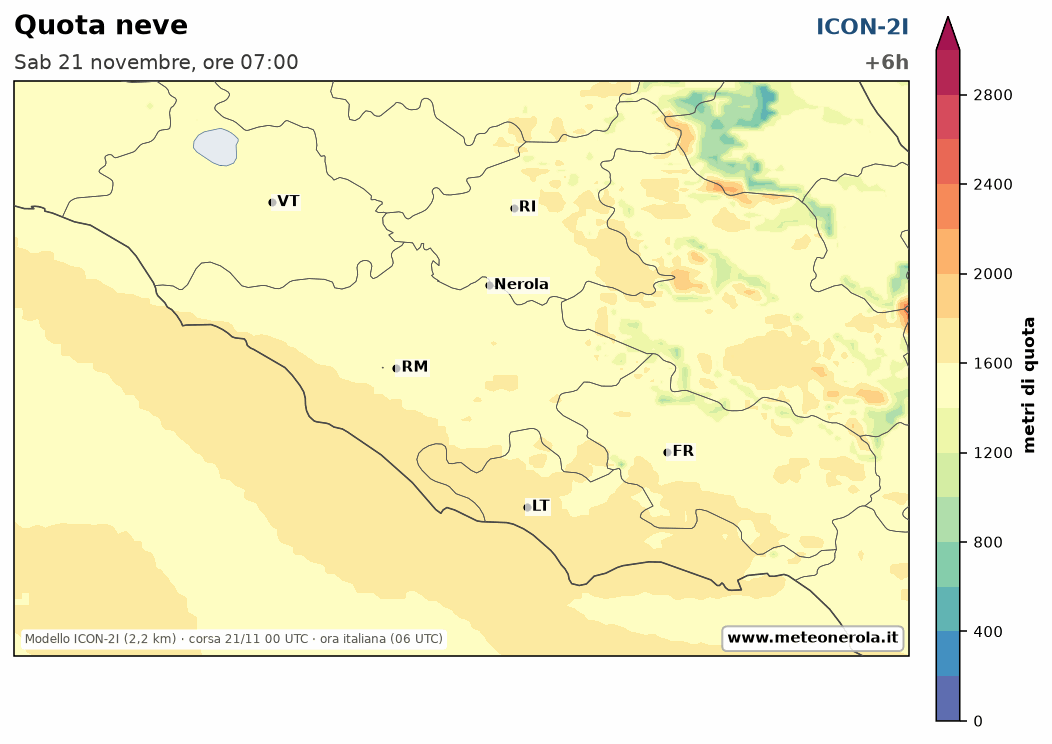 Quota neve
ICON-2I
Sab 21 novembre, ore 07:00
+6h
2800
2400
2000
1600
1200
800
400
0
metri di quota
VT
RI
Nerola
RM
FR
LT
Modello ICON-2I (2,2 km) · corsa 21/11 00 UTC · ora italiana (06 UTC)
www.meteonerola.it